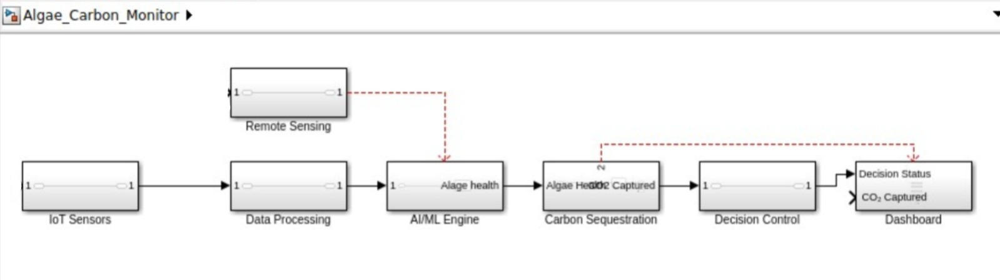 Algae_Carbon_Monitor
1 1
Remote Sensing
2
Decision Status
1 1
1 1
1 Alage health
Algae Health CO2 Captured
1 1
CO₂ Captured
IoT Sensors
Data Processing
AI/ML Engine
Carbon Sequestration
Decision Control
Dashboard